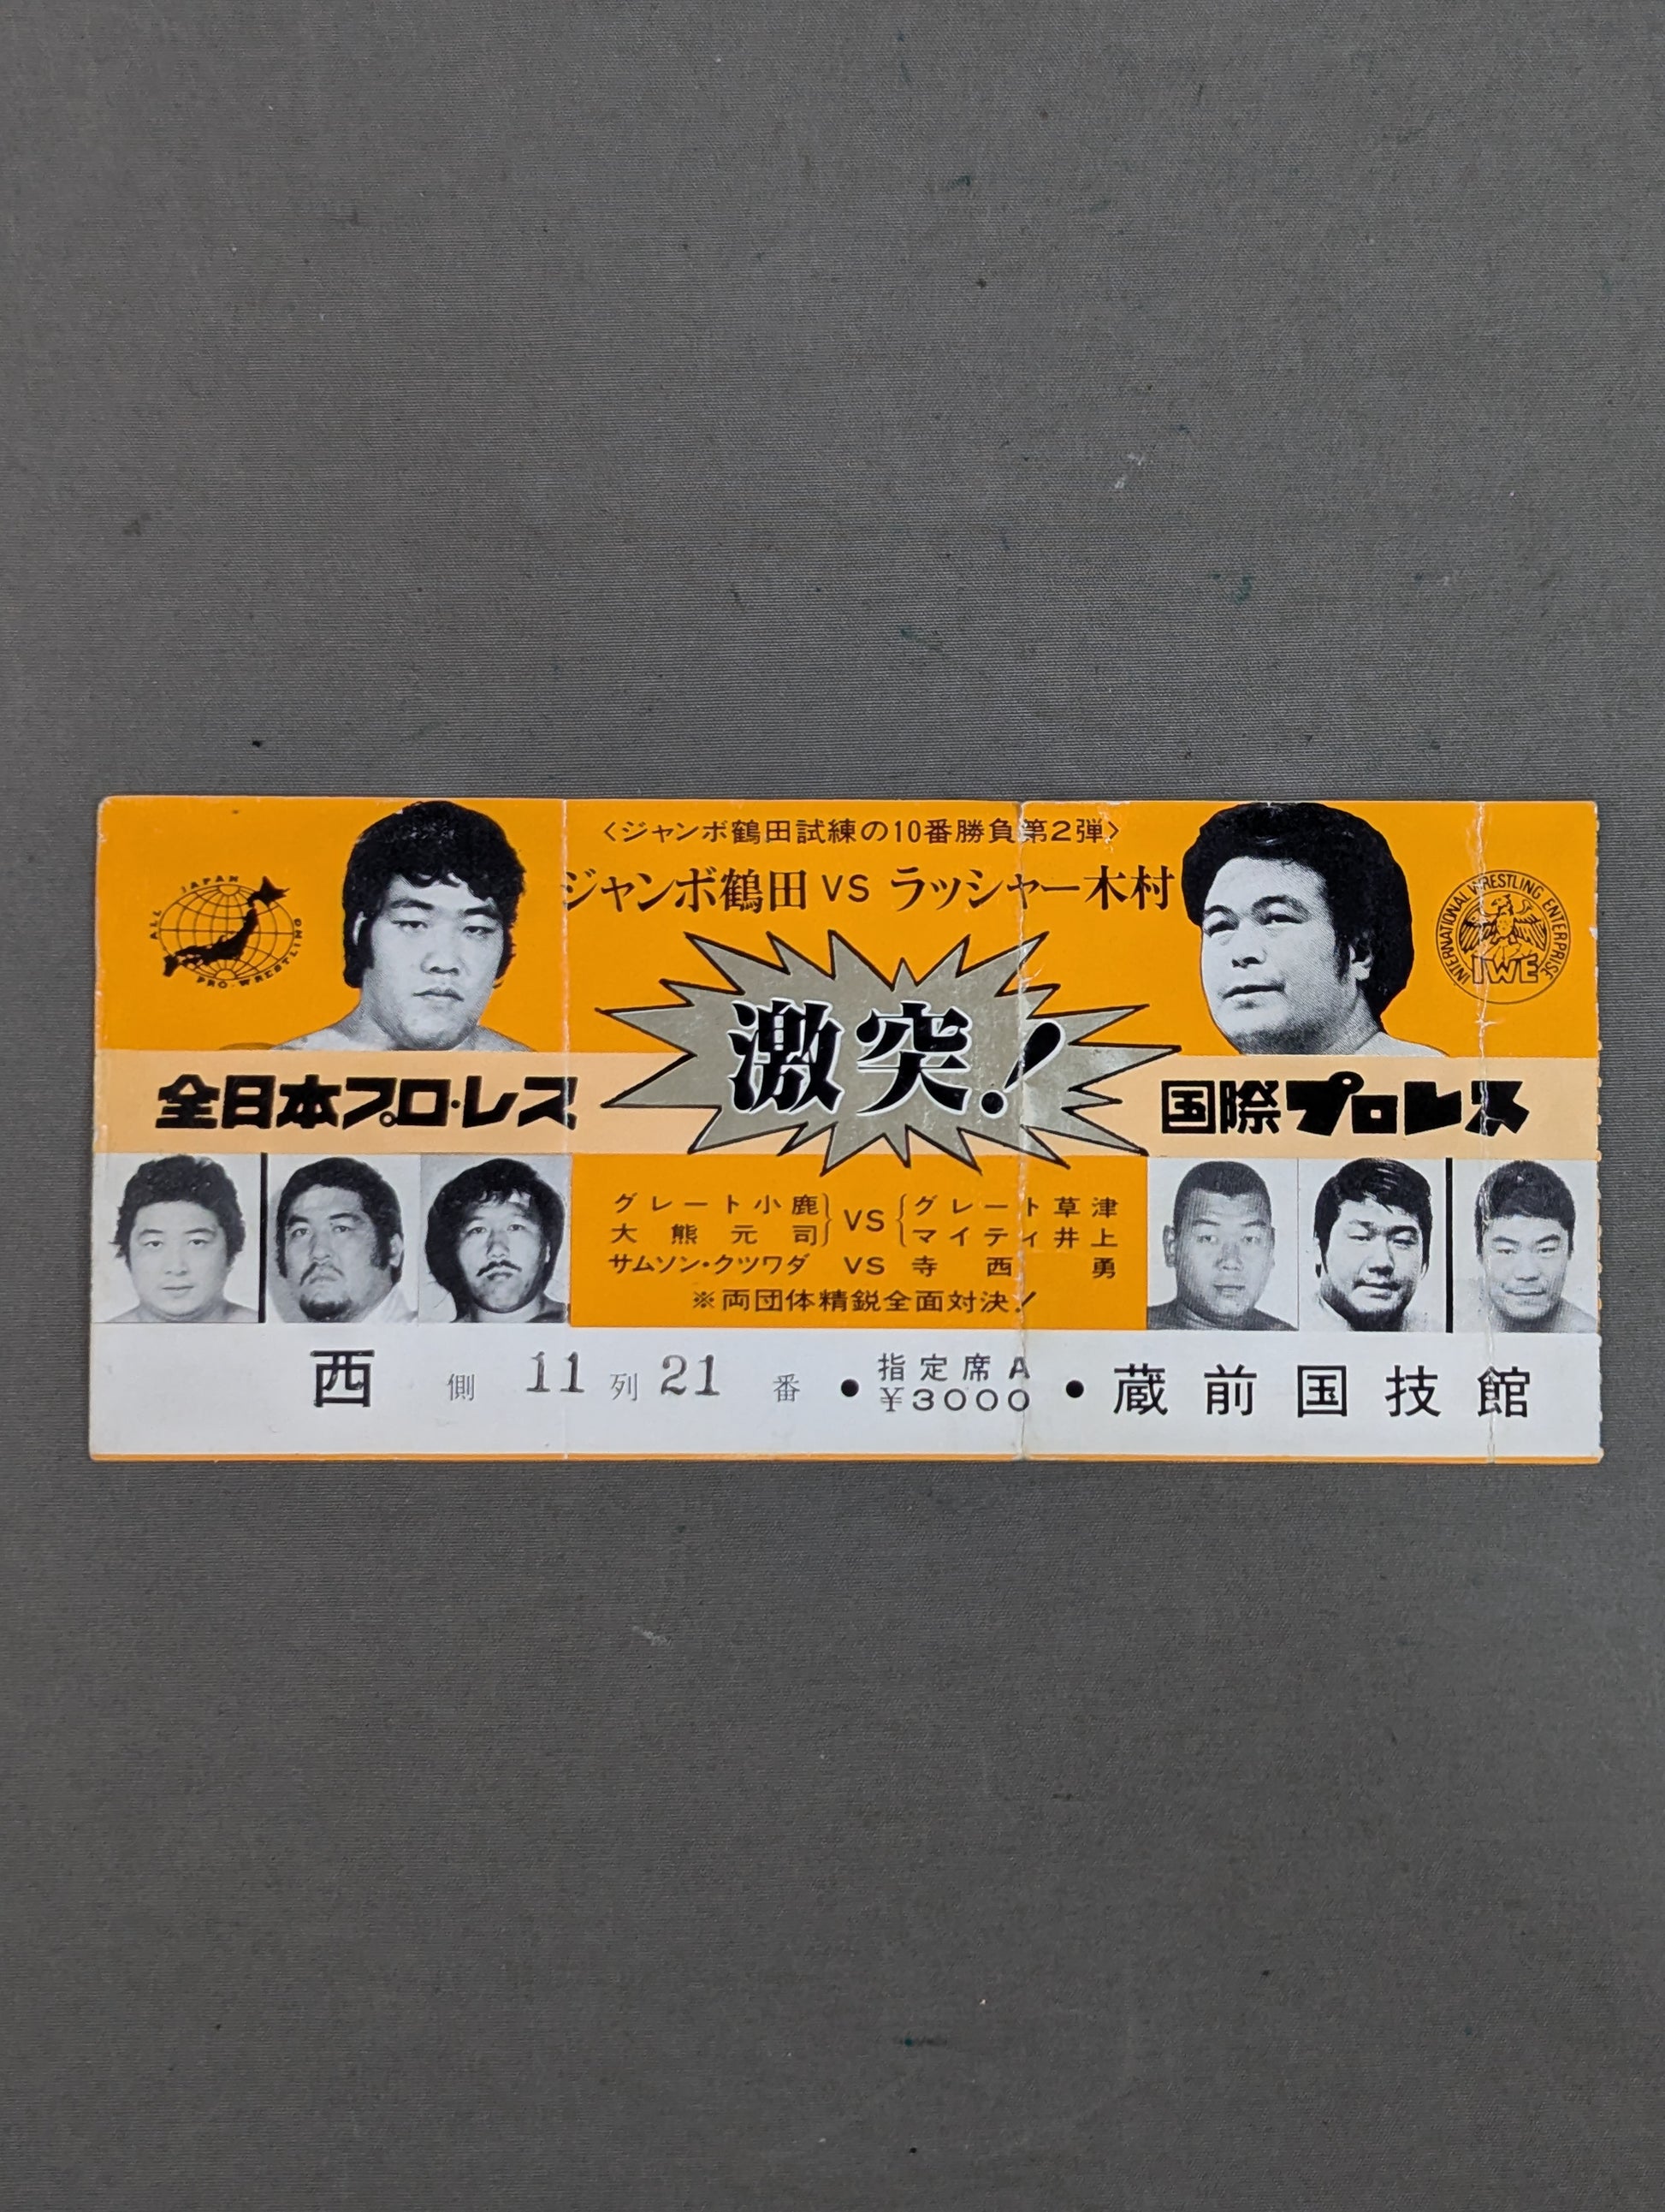 〈ジャンボ鶴田試練の10番勝負第2弾〉
ジャンボ鶴田 VS ラッシャー木村
ALL JAPAN PRO-WRESTLING
INTERNATIONAL WRESTLING ENTERPRISE
IWE
激突!
全日本プロ・レス
国際プロレス
グレート小鹿
大熊元司
VS
グレート草津
マイティ井上
サムソン・クツワダ VS 寺西勇
※両団体精鋭全面対決!
西側 11列 21番 ●指定席A ¥3000 ●蔵前国技館